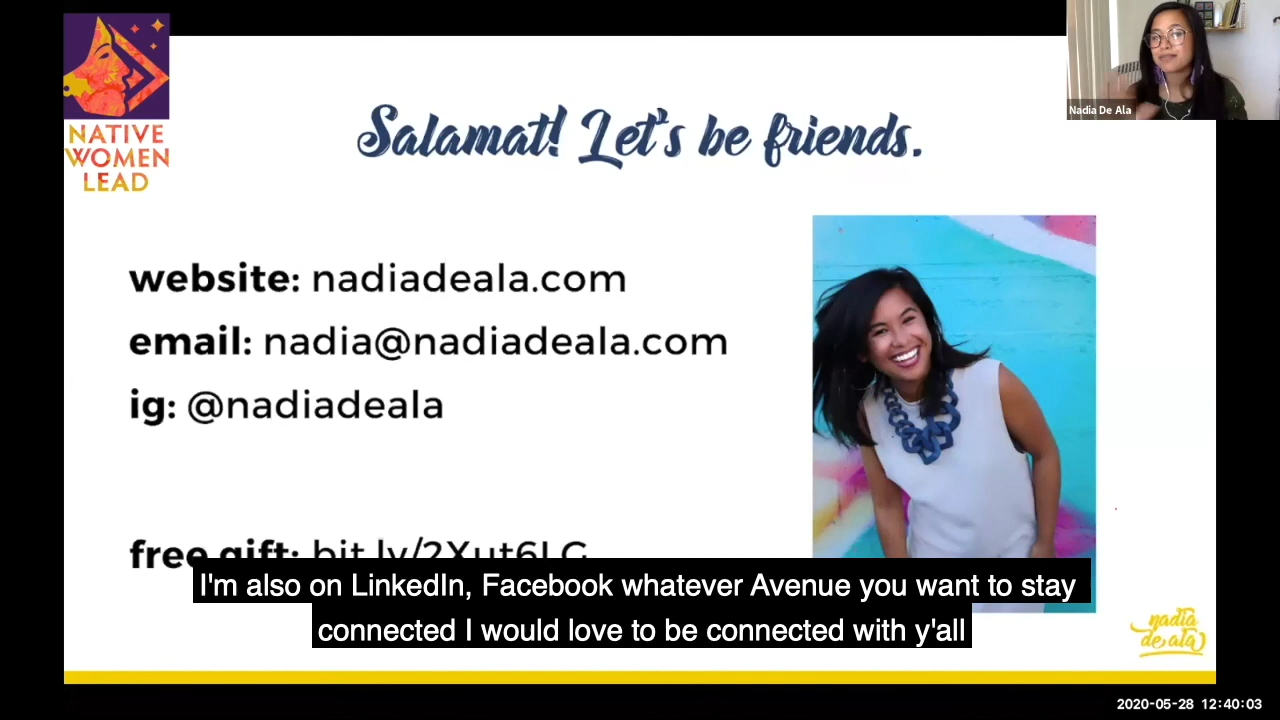 NATIVE
WOMEN
LEAD
Nadia De Ala
Salamat! Let's be friends.
website: nadiadeala.com
email: nadia@nadiadeala.com
ig: @nadiadeala
free gift:
I'm also on LinkedIn, Facebook whatever Avenue you want to stay
connected I would love to be connected with y'all
nadia
de ala
2020-05-28 12:40:03